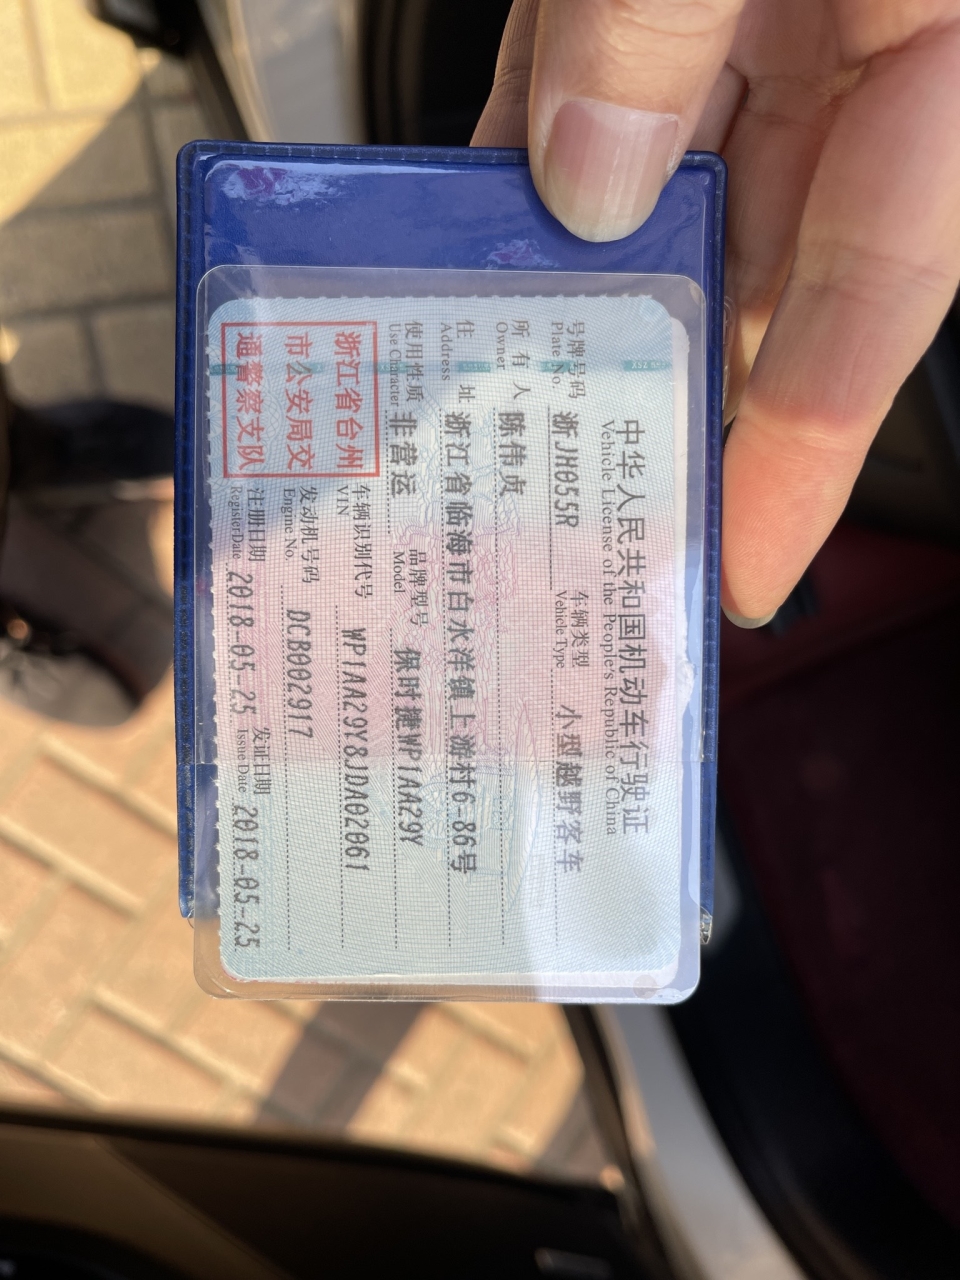 中华人民共和国机动车行驶证
Vehicle License of the People's Republic of China
号牌号码 浙JH055R 车辆类型 小型越野客车
Plate No. Vehicle Type
所有人 陈伟贞
Owner
住址 浙江省临海市白水洋镇上游村6-86号
Address
使用性质 非营运 品牌型号 保时捷WP1AA29Y
Use Character Model
浙江省台州
市公安局交
通警察支队
车辆识别代号 WP1AA29Y8JDA02061
VIN
发动机号码 DCB002917
Engine No.
注册日期 2018-05-25 发证日期 2018-05-25
Register Date Issue Date